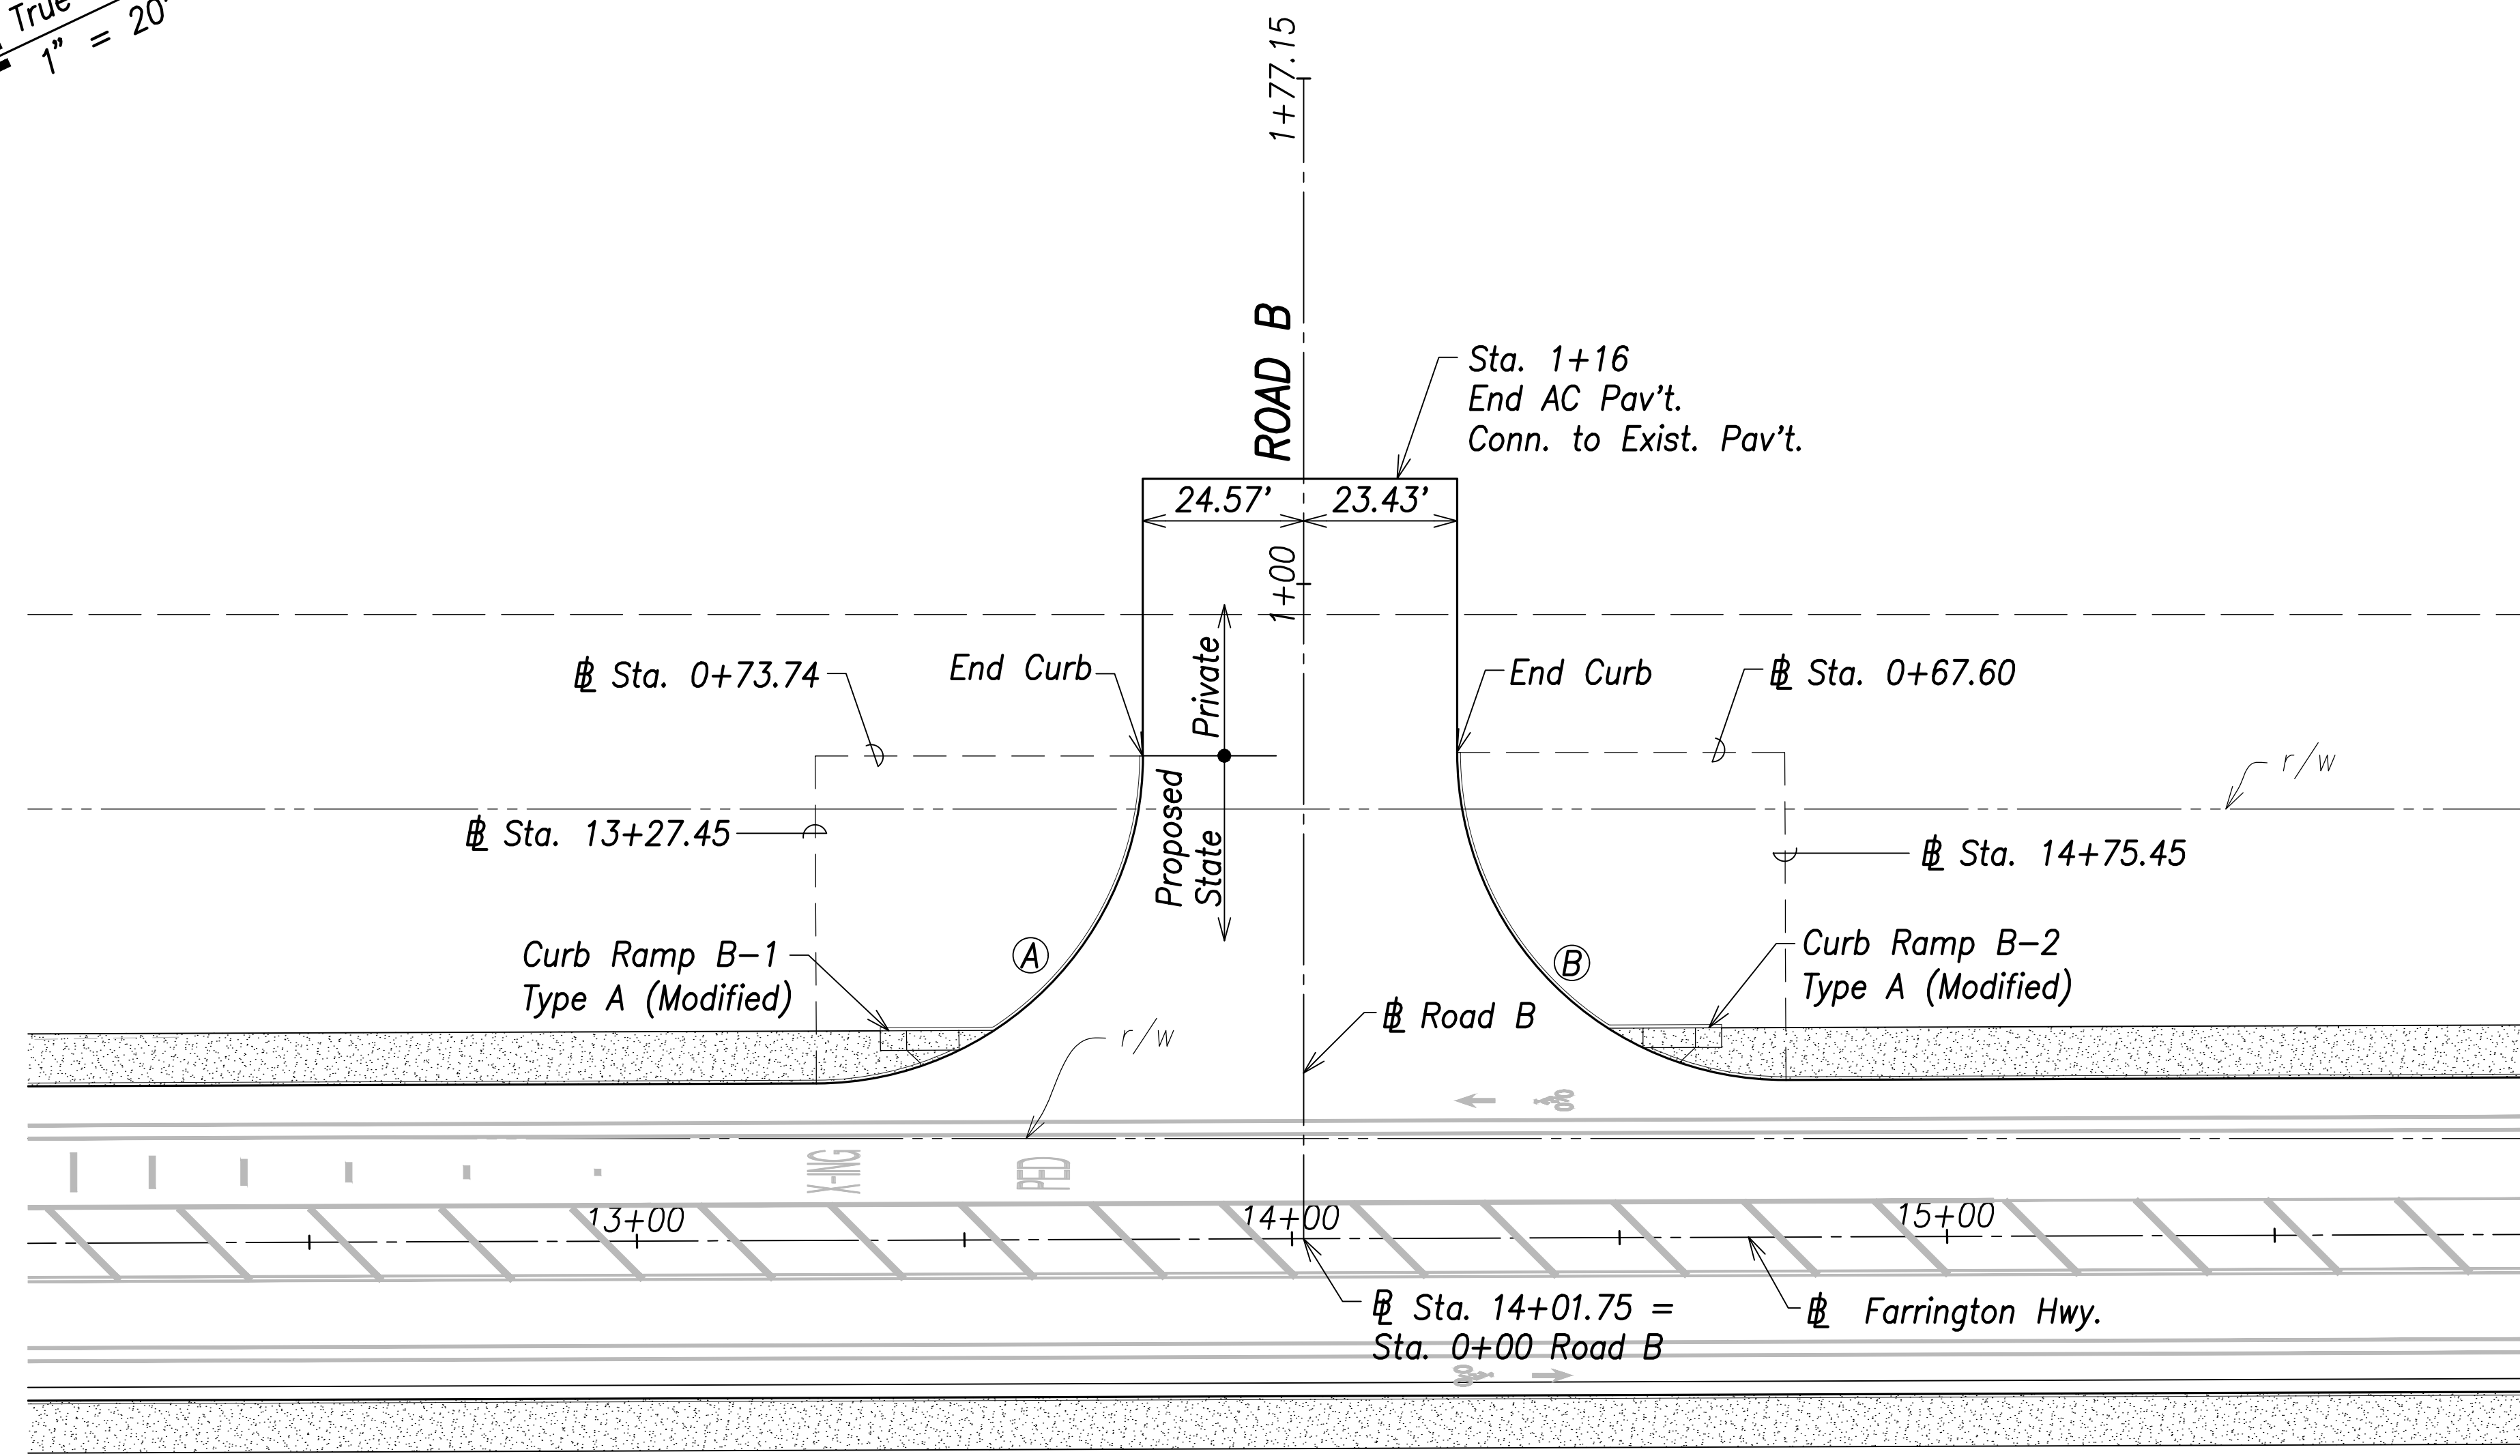 True
1" = 20'
1+77.15
ROAD B
Sta. 1+16
End AC Pav't.
Conn. to Exist. Pav't.
24.57'
23.43'
1+00
Private
Proposed
State
℄ Sta. 0+73.74
End Curb
End Curb
℄ Sta. 0+67.60
r/w
℄ Sta. 13+27.45
℄ Sta. 14+75.45
Curb Ramp B-1
Type A (Modified)
A
B
Curb Ramp B-2
Type A (Modified)
℄ Road B
r/w
X-ING
PED
13+00
14+00
15+00
℄ Sta. 14+01.75 =
Sta. 0+00 Road B
℄ Farrington Hwy.